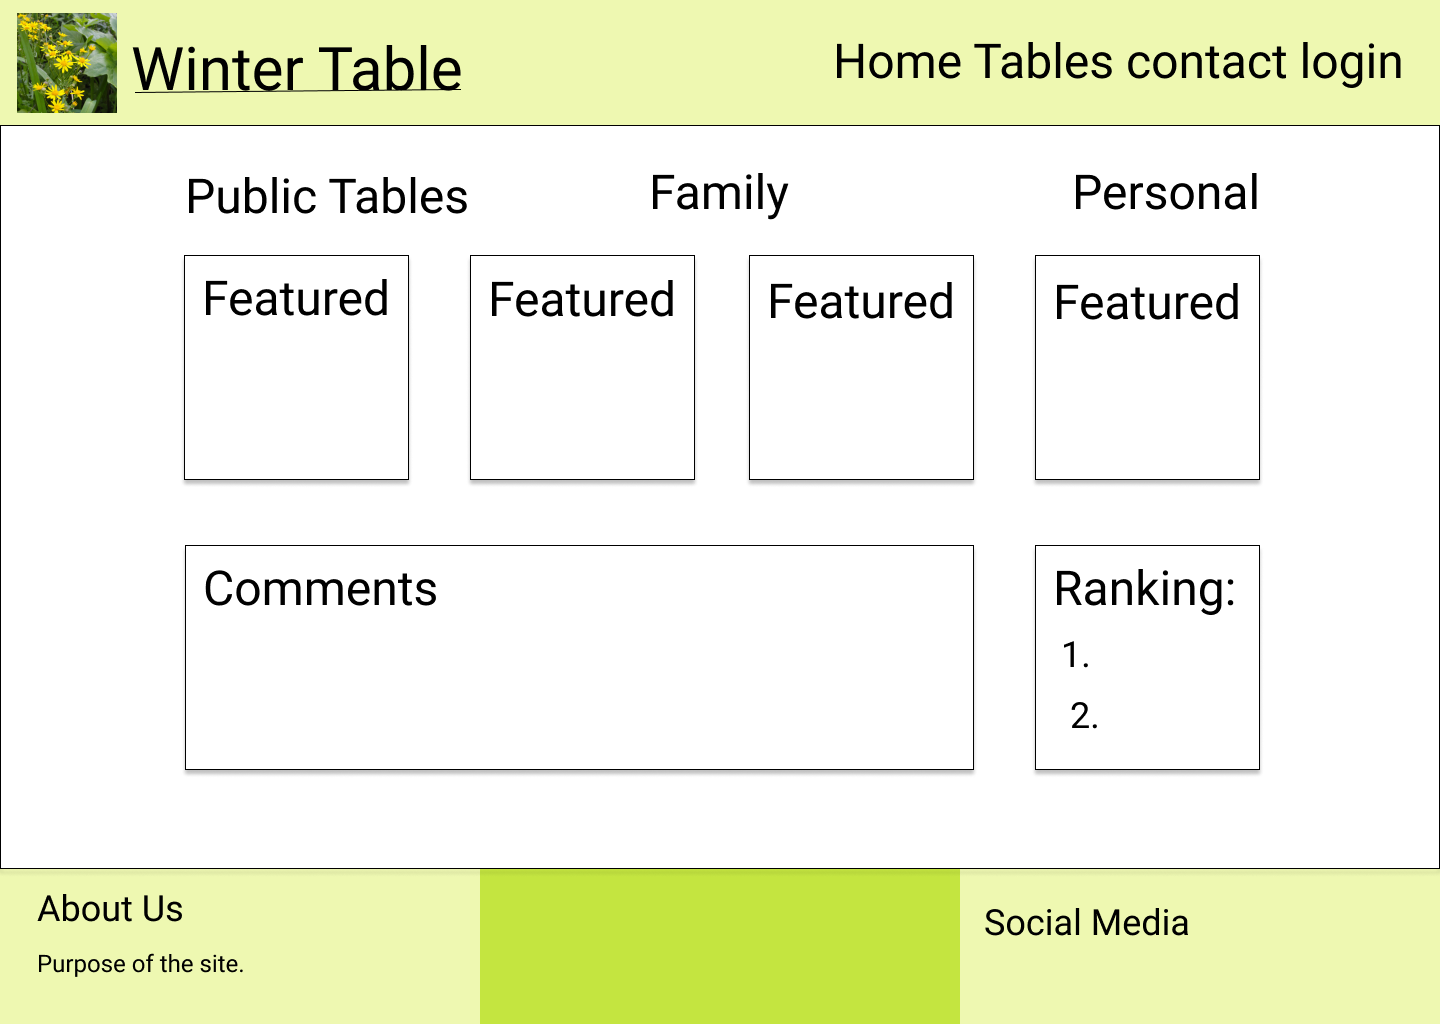 Winter Table
Home Tables contact login
Public Tables
Family
Personal
Featured
Featured
Featured
Featured
Comments
Ranking:
1.
2.
About Us
Purpose of the site.
Social Media